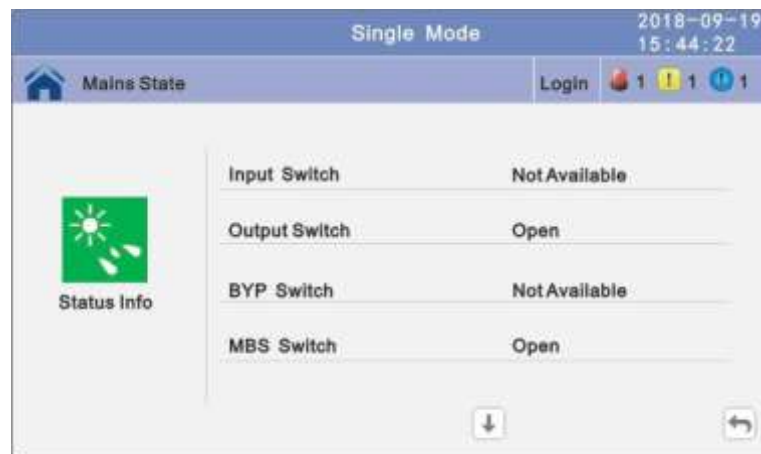 Single Mode
2018-09-19
15:44:22
Mains State
Login
1
1
1
Input Switch Not Available
Output Switch Open
BYP Switch Not Available
MBS Switch Open
Status Info